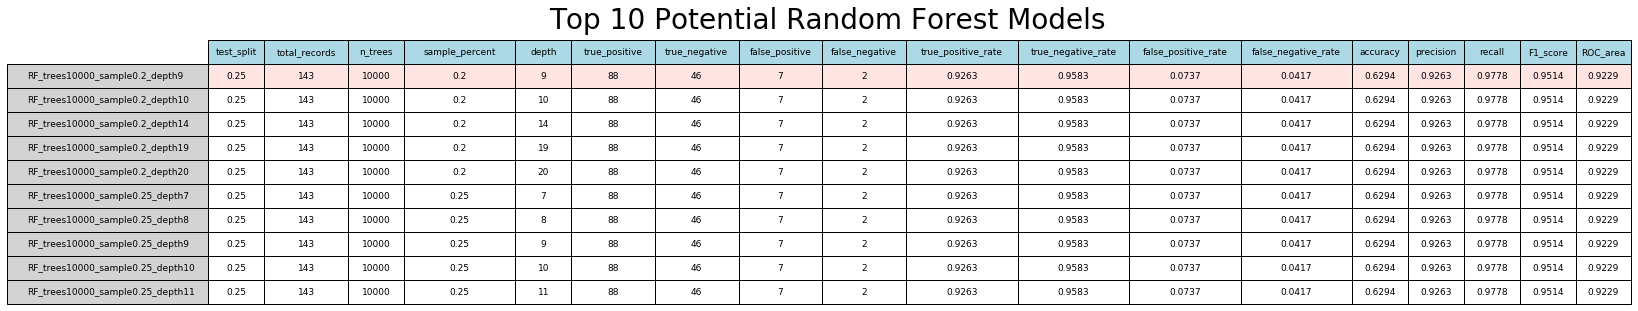 Top 10 Potential Random Forest Models
test_split total_records n_trees sample_percent depth true_positive true_negative false_positive false_negative true_positive_rate true_negative_rate false_positive_rate false_negative_rate accuracy precision recall F1_score ROC_area
RF_trees10000_sample0.2_depth9 0.25 143 10000 0.2 9 88 46 7 2 0.9263 0.9583 0.0737 0.0417 0.6294 0.9263 0.9778 0.9514 0.9229
RF_trees10000_sample0.2_depth10 0.25 143 10000 0.2 10 88 46 7 2 0.9263 0.9583 0.0737 0.0417 0.6294 0.9263 0.9778 0.9514 0.9229
RF_trees10000_sample0.2_depth14 0.25 143 10000 0.2 14 88 46 7 2 0.9263 0.9583 0.0737 0.0417 0.6294 0.9263 0.9778 0.9514 0.9229
RF_trees10000_sample0.2_depth19 0.25 143 10000 0.2 19 88 46 7 2 0.9263 0.9583 0.0737 0.0417 0.6294 0.9263 0.9778 0.9514 0.9229
RF_trees10000_sample0.2_depth20 0.25 143 10000 0.2 20 88 46 7 2 0.9263 0.9583 0.0737 0.0417 0.6294 0.9263 0.9778 0.9514 0.9229
RF_trees10000_sample0.25_depth7 0.25 143 10000 0.25 7 88 46 7 2 0.9263 0.9583 0.0737 0.0417 0.6294 0.9263 0.9778 0.9514 0.9229
RF_trees10000_sample0.25_depth8 0.25 143 10000 0.25 8 88 46 7 2 0.9263 0.9583 0.0737 0.0417 0.6294 0.9263 0.9778 0.9514 0.9229
RF_trees10000_sample0.25_depth9 0.25 143 10000 0.25 9 88 46 7 2 0.9263 0.9583 0.0737 0.0417 0.6294 0.9263 0.9778 0.9514 0.9229
RF_trees10000_sample0.25_depth10 0.25 143 10000 0.25 10 88 46 7 2 0.9263 0.9583 0.0737 0.0417 0.6294 0.9263 0.9778 0.9514 0.9229
RF_trees10000_sample0.25_depth11 0.25 143 10000 0.25 11 88 46 7 2 0.9263 0.9583 0.0737 0.0417 0.6294 0.9263 0.9778 0.9514 0.9229